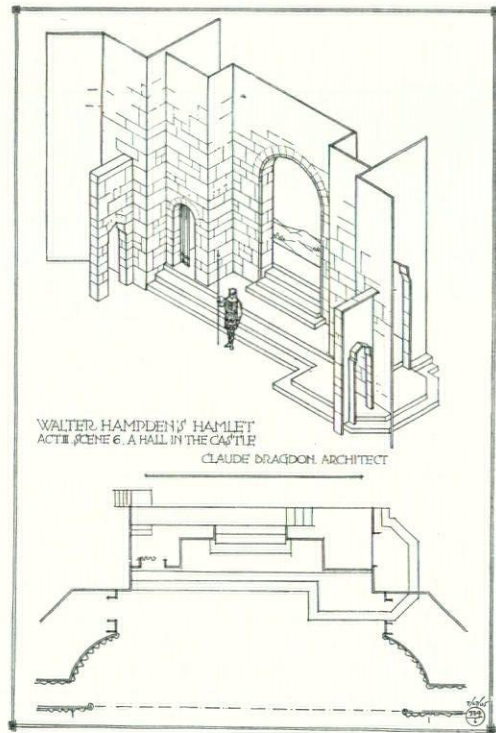 WALTER HAMPDEN'S HAMLET
ACT III SCENE 6. A HALL IN THE CASTLE
CLAUDE BRAGDON. ARCHITECT